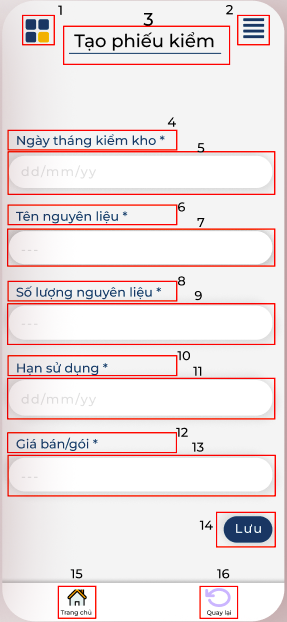 1
2
3
Tạo phiếu kiểm
4
Ngày tháng kiểm kho *
5
dd/mm/yy
6
Tên nguyên liệu *
7
---
8
Số lượng nguyên liệu *
9
---
10
Hạn sử dụng *
11
dd/mm/yy
12
Giá bán/gói *
13
---
14
Lưu
15
16
Trang chủ
Quay lại